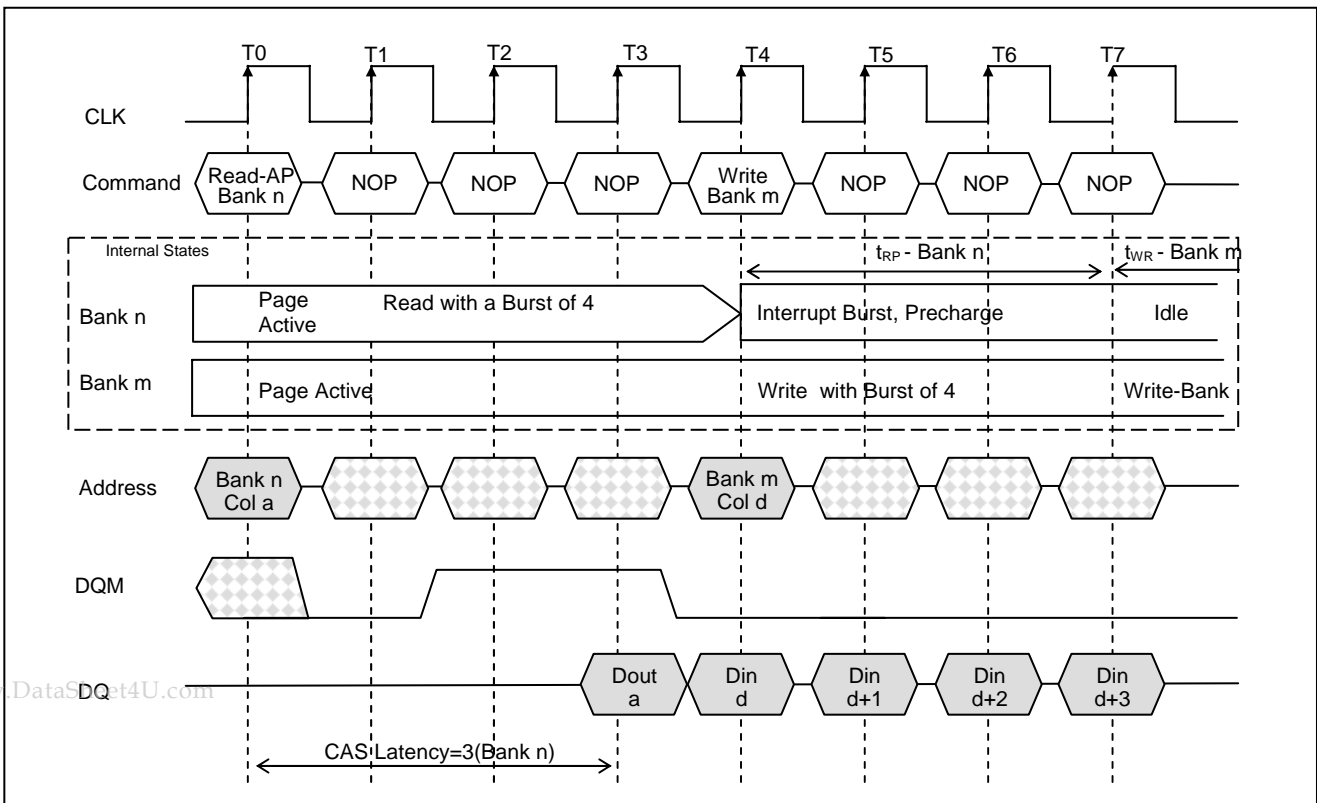 T0 T1 T2 T3 T4 T5 T6 T7
CLK
Command
Read-AP
Bank n
NOP
NOP
NOP
Write
Bank m
NOP
NOP
NOP
Internal States
tRP - Bank n
tWR - Bank m
Bank n
Page
Active
Read with a Burst of 4
Interrupt Burst, Precharge
Idle
Bank m
Page Active
Write with Burst of 4
Write-Bank
Address
Bank n
Col a
Bank m
Col d
DQM
DQ
Dout
a
Din
d
Din
d+1
Din
d+2
Din
d+3
.DataSheet4U.com
CAS Latency=3(Bank n)